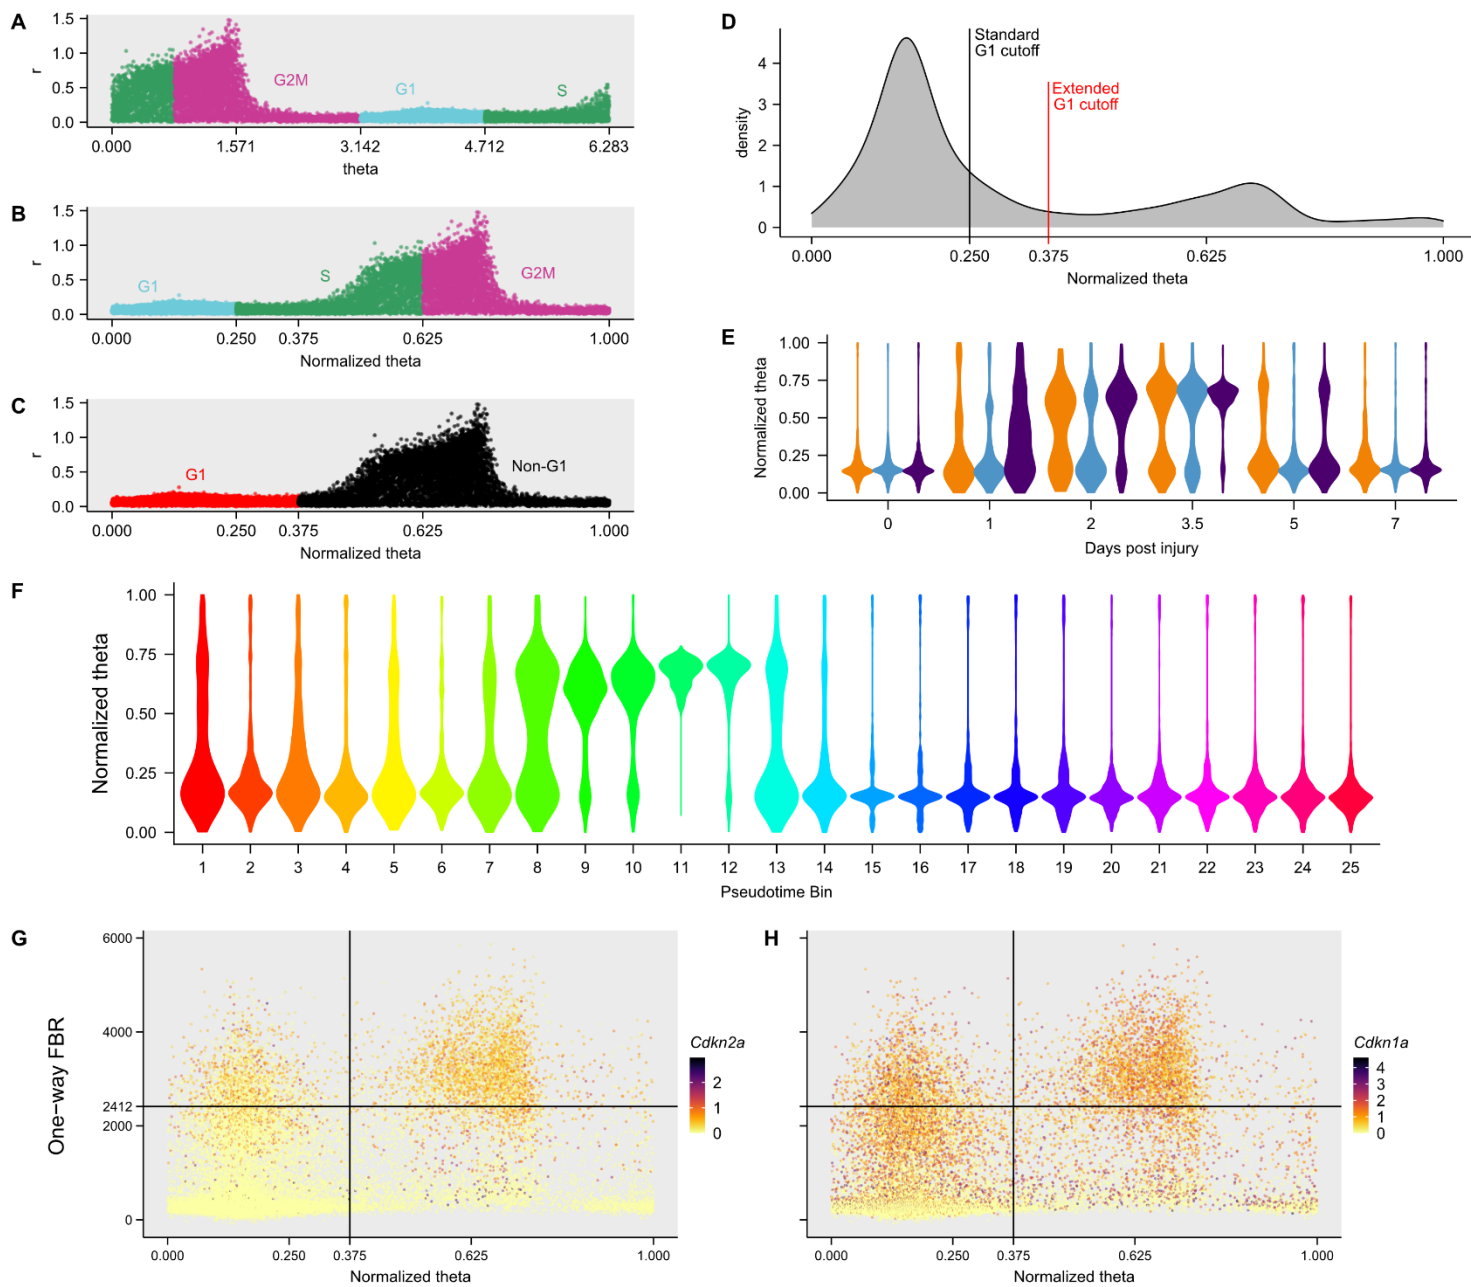 A
1.5
1.0
0.5
0.0
r
G2M
G1
S
0.000
1.571
3.142
4.712
6.283
theta
B
1.5
1.0
0.5
0.0
r
G1
S
G2M
0.000
0.250
0.375
0.625
1.000
Normalized theta
C
1.5
1.0
0.5
0.0
r
G1
Non-G1
0.000
0.250
0.375
0.625
1.000
Normalized theta
D
4
3
2
1
0
density
Standard
G1 cutoff
Extended
G1 cutoff
0.000
0.250
0.375
0.625
1.000
Normalized theta
E
1.00
0.75
0.50
0.25
0.00
Normalized theta
0
1
2
3.5
5
7
Days post injury
F
1.00
0.75
0.50
0.25
0.00
Normalized theta
1 2 3 4 5 6 7 8 9 10 11 12 13 14 15 16 17 18 19 20 21 22 23 24 25
Pseudotime Bin
G
6000
4000
2412
2000
0
One-way FBR
Cdkn2a
2
1
0
0.000
0.250
0.375
0.625
1.000
Normalized theta
H
Cdkn1a
4
3
2
1
0
0.000
0.250
0.375
0.625
1.000
Normalized theta